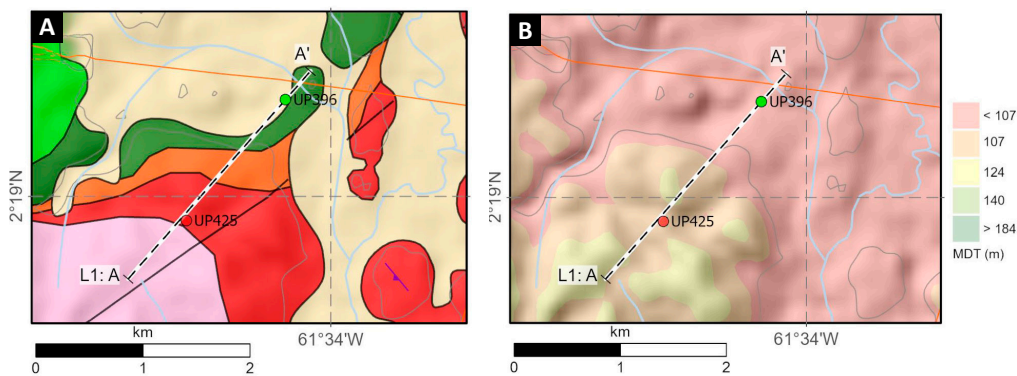 A
A'
UP396
UP425
L1: A
2°19'N
61°34'W
km
0 1 2
B
A'
UP396
UP425
L1: A
2°19'N
61°34'W
km
0 1 2
< 107
107
124
140
> 184
MDT (m)